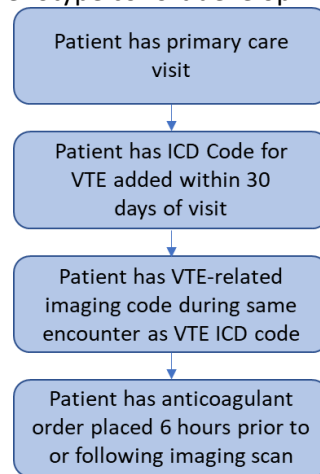 Patient has primary care
visit
Patient has ICD Code for
VTE added within 30
days of visit
Patient has VTE-related
imaging code during same
encounter as VTE ICD code
Patient has anticoagulant
order placed 6 hours prior to
or following imaging scan